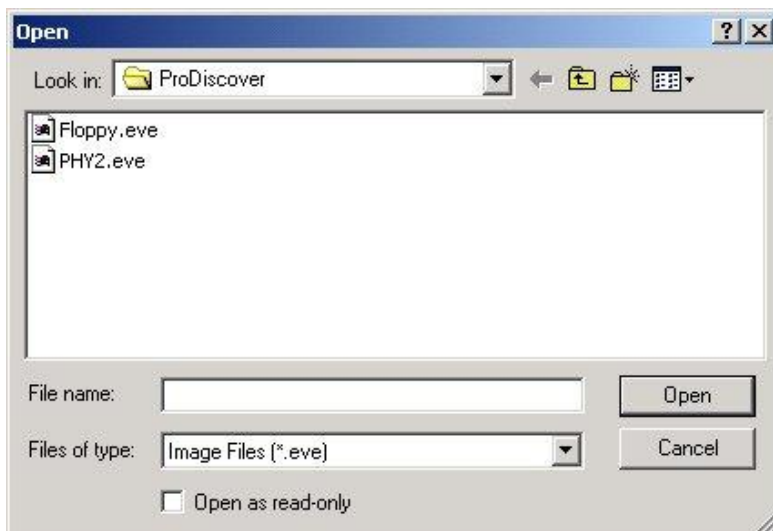 Open
Look in: ProDiscover
Floppy.eve
PHY2.eve
File name: Open
Files of type: Image Files (*.eve) Cancel
Open as read-only